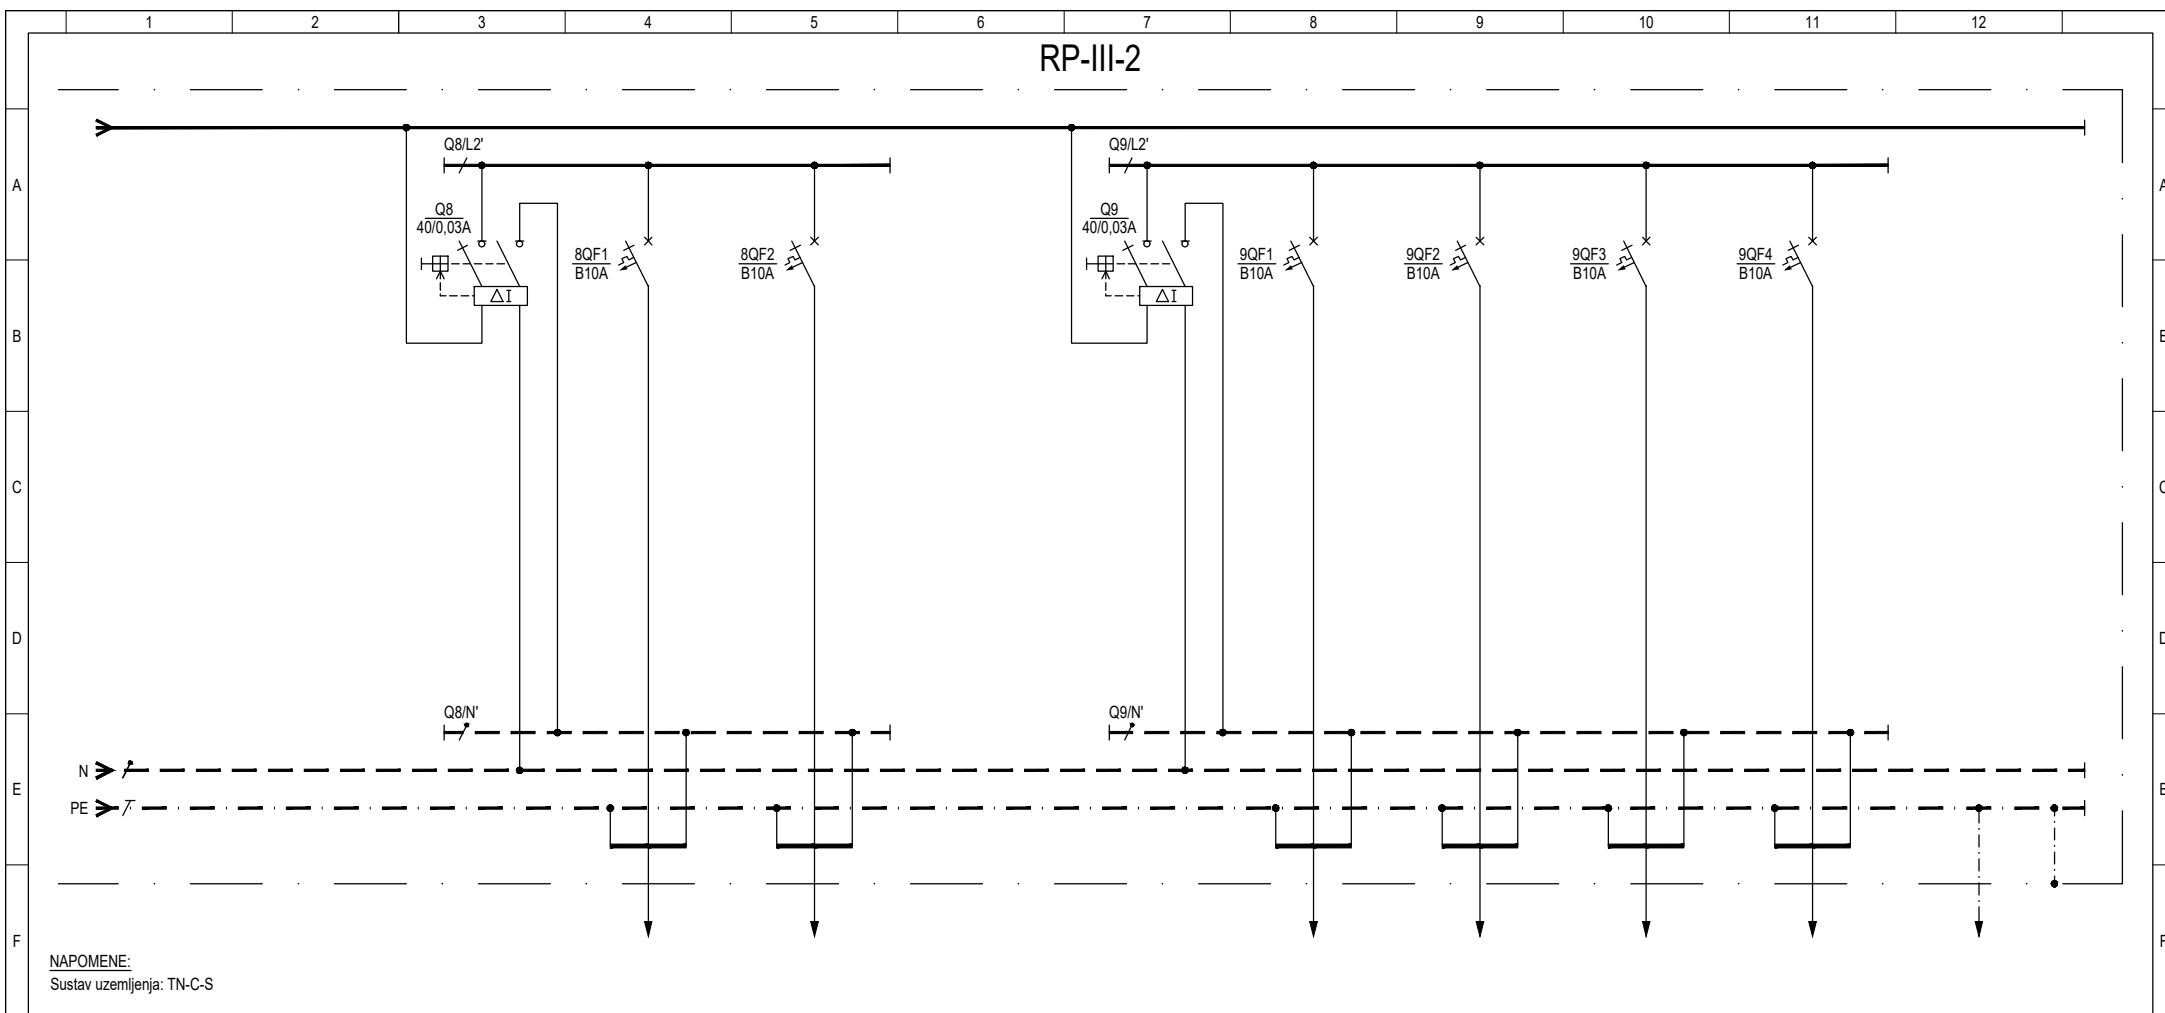 1 2 3 4 5 6 7 8 9 10 11 12
RP-III-2
Q8/L2' Q9/L2'
A A
Q8 Q9
40/0,03A 40/0,03A
8QF1 8QF2 9QF1 9QF2 9QF3 9QF4
B10A B10A B10A B10A B10A B10A
ΔI ΔI
B B
C C
D D
Q8/N' Q9/N'
N
E E
PE
F F
NAPOMENE:
Sustav uzemljenja: TN-C-S